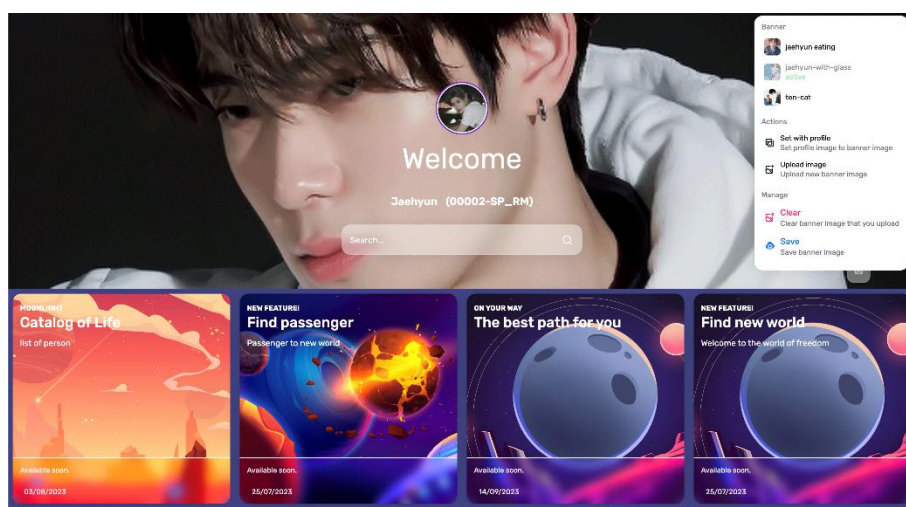 Welcome
Jaehyun (00002-SP_RM)
Search...
Banner
jaehyun eating
jaehyun-with-glass
active
ten-cat
Actions
Set with profile
Set profile image to banner image
Upload image
Upload new banner image
Manage
Clear
Clear banner image that you upload
Save
Save banner image
MOONLIGHT
Catalog of Life
list of person
Available soon.
03/08/2023
NEW FEATURE!
Find passenger
Passenger to new world
Available soon.
25/07/2023
ON YOUR WAY
The best path for you
Available soon.
14/09/2023
NEW FEATURE!
Find new world
Welcome to the world of freedom
Available soon.
25/07/2023